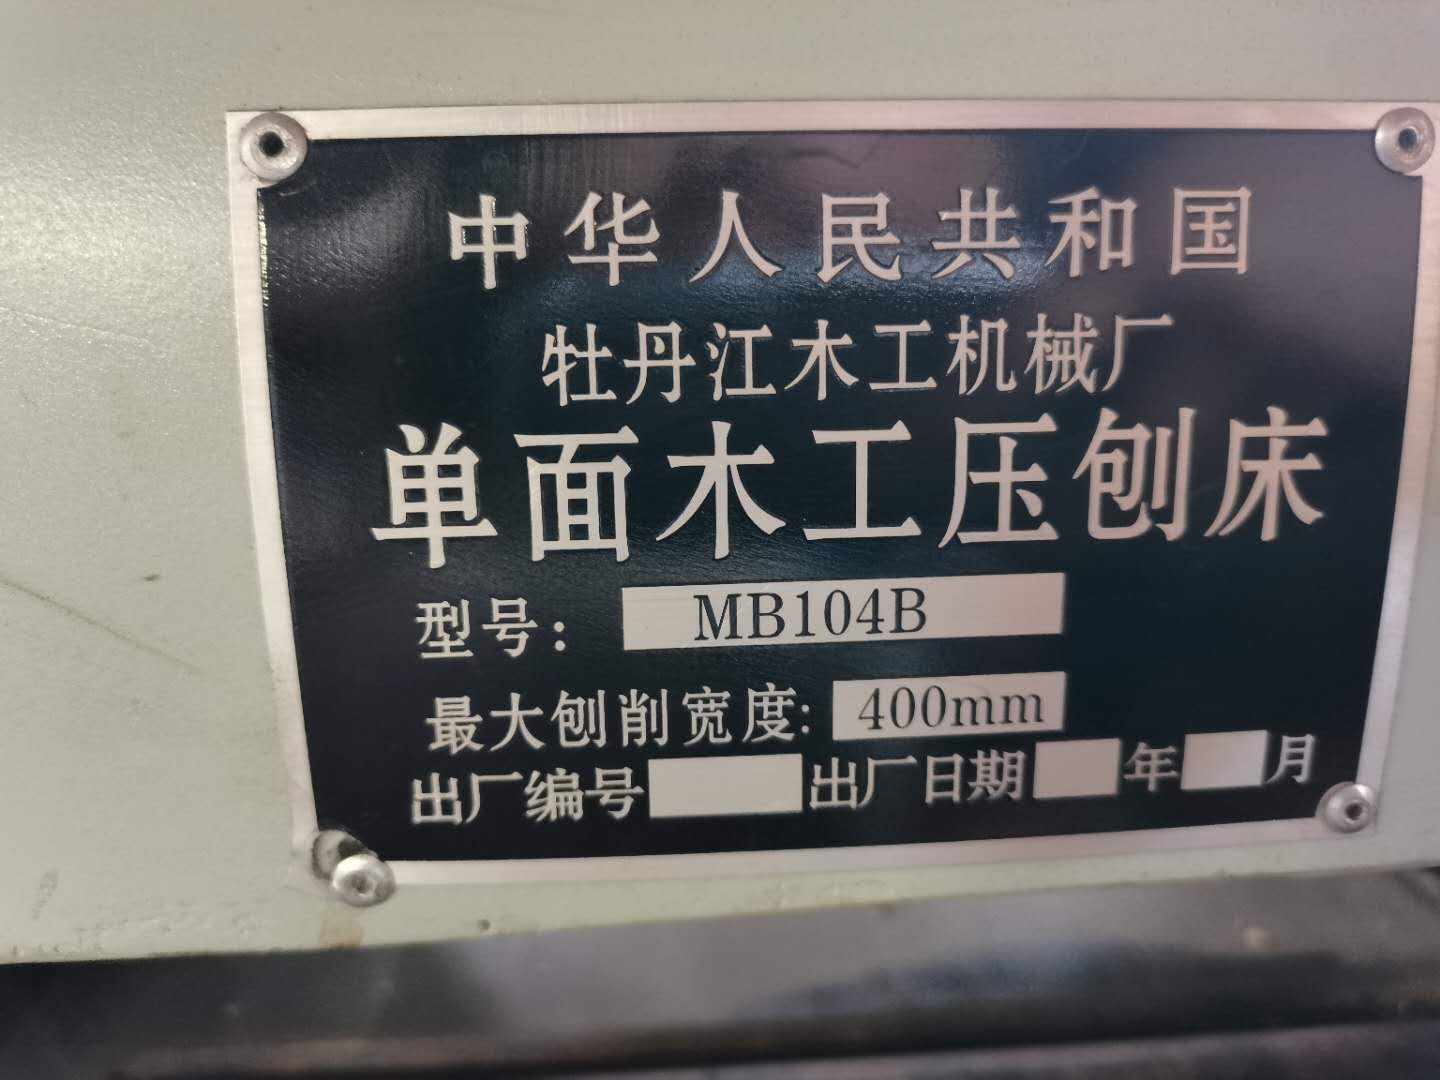 中华人民共和国
牡丹江木工机械厂
单面木工压刨床
型号: MB104B
最大刨削宽度: 400mm
出厂编号 出厂日期 年 月